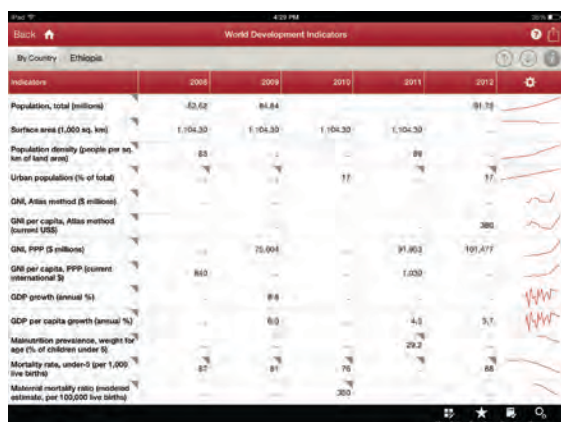 iPad 4:29 PM
Back World Development Indicators
By Country Ethiopia
Indicators 2008 2009 2010 2011 2012
Population, total (millions) 84.84 91.73
Surface area (1,000 sq. km) 1,104.30 1,104.30 1,104.30 1,104.30
Population density (people per sq. km of land area) 83 89
Urban population (% of total) 17 17
GNI, Atlas method ($ millions)
GNI per capita, Atlas method (current US$) 380
GNI, PPP ($ millions) 75,004 91,903 101,477
GNI per capita, PPP (current international $) 840 1,030
GDP growth (annual %) 8.8
GDP per capita growth (annual %) 6.0 4.5
Malnutrition prevalence, weight for age (% of children under 5) 29.2
Mortality rate, under-5 (per 1,000 live births) 87 81 76 68
Maternal mortality ratio (modeled estimate, per 100,000 live births) 350